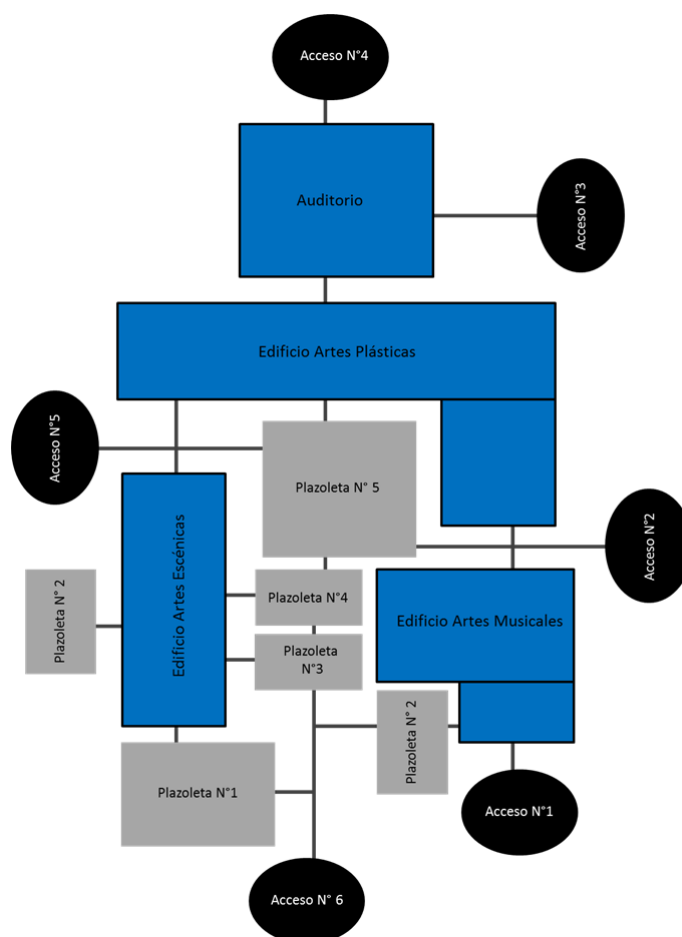 Acceso N°4
Auditorio
Acceso N°3
Edificio Artes Plásticas
Acceso N°5
Plazoleta N° 5
Acceso N°2
Edificio Artes Escénicas
Plazoleta N° 2
Plazoleta N°4
Edificio Artes Musicales
Plazoleta
N°3
Plazoleta N° 2
Plazoleta N°1
Acceso N°1
Acceso N° 6